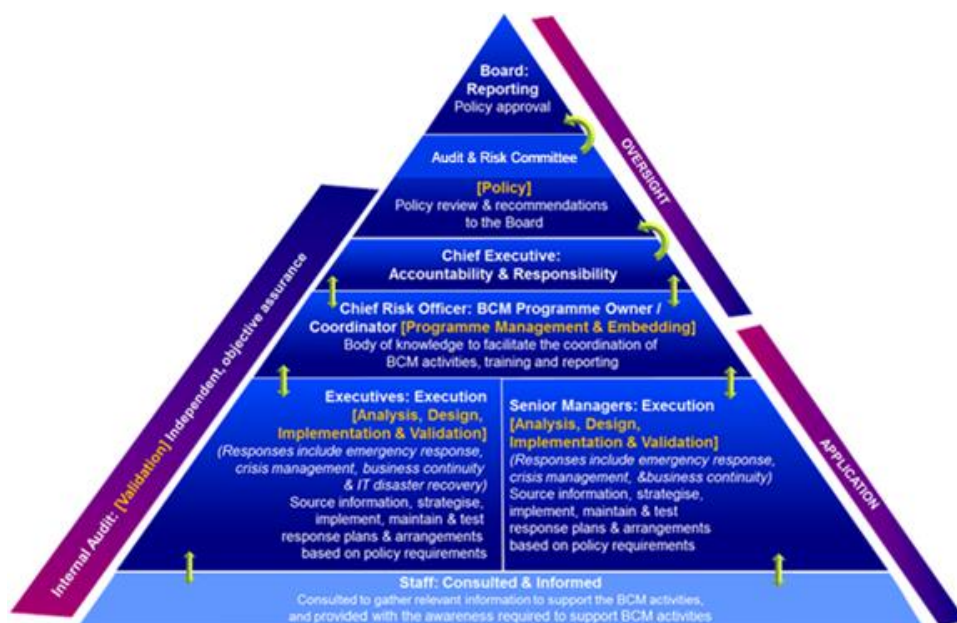 Board:
Reporting
Policy approval
Audit & Risk Committee
[Policy]
Policy review & recommendations
to the Board
Chief Executive:
Accountability & Responsibility
Chief Risk Officer: BCM Programme Owner /
Coordinator [Programme Management & Embedding]
Body of knowledge to facilitate the coordination of
BCM activities, training and reporting
Executives: Execution
[Analysis, Design,
Implementation & Validation]
(Responses include emergency response,
crisis management, business continuity
& IT disaster recovery)
Source information, strategise,
implement, maintain & test
response plans & arrangements
based on policy requirements
Senior Managers: Execution
[Analysis, Design,
Implementation & Validation]
(Responses include emergency response,
crisis management, &business continuity)
Source information, strategise,
implement, maintain & test
response plans & arrangements
based on policy requirements
Staff: Consulted & Informed
Consulted to gather relevant information to support the BCM activities,
and provided with the awareness required to support BCM activities
Internal Audit: [Validation] Independent, objective assurance
OVERSIGHT
APPLICATION